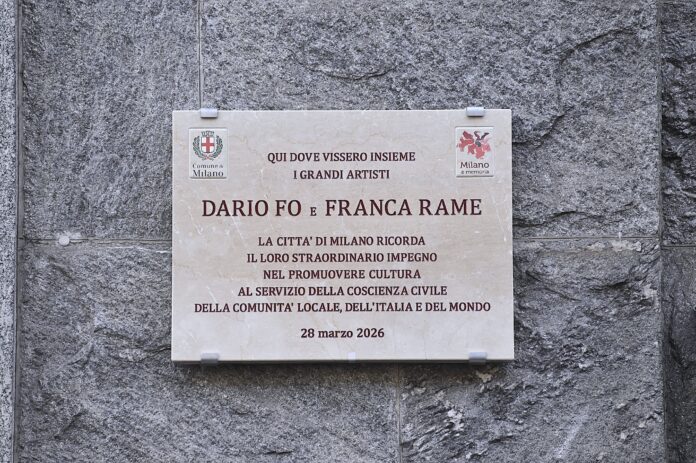 Comune di
Milano
Milano
è memoria
QUI DOVE VISSERO INSIEME
I GRANDI ARTISTI
DARIO FO E FRANCA RAME
LA CITTA' DI MILANO RICORDA
IL LORO STRAORDINARIO IMPEGNO
NEL PROMUOVERE CULTURA
AL SERVIZIO DELLA COSCIENZA CIVILE
DELLA COMUNITA' LOCALE, DELL'ITALIA E DEL MONDO
28 marzo 2026